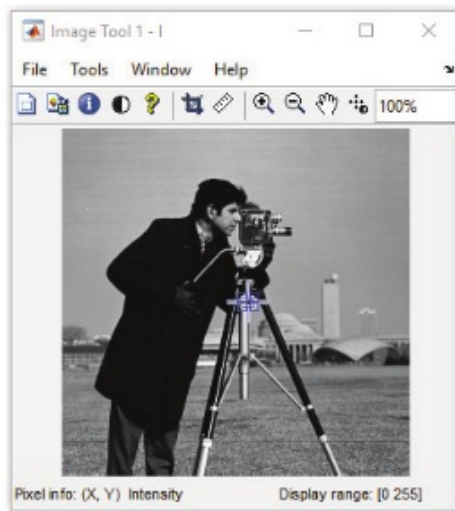 Image Tool 1 - I
File Tools Window Help
100%
Pixel info: (X, Y) Intensity Display range: [0 255]